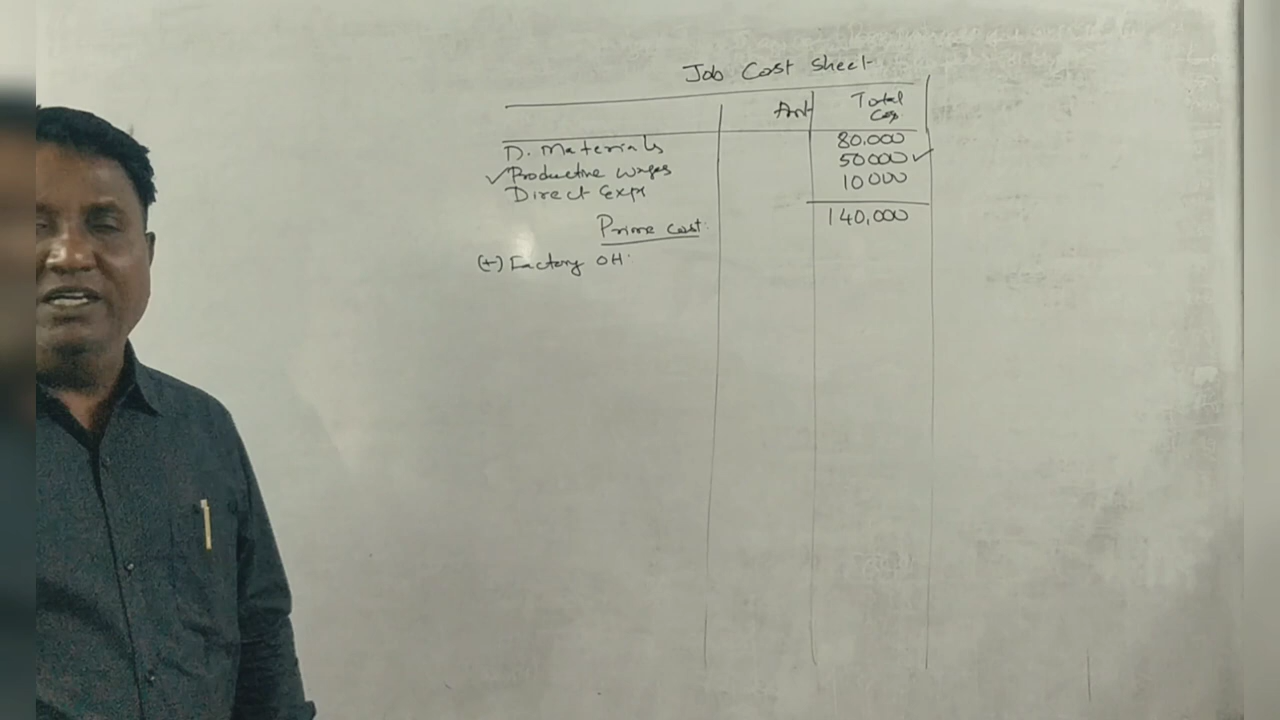 Job Cost Sheet
Amt Total
Cos
D. Materials 80.000
Productive wages 50000
Direct Exps 10000
Prime cost 140,000
(+) Factory OH